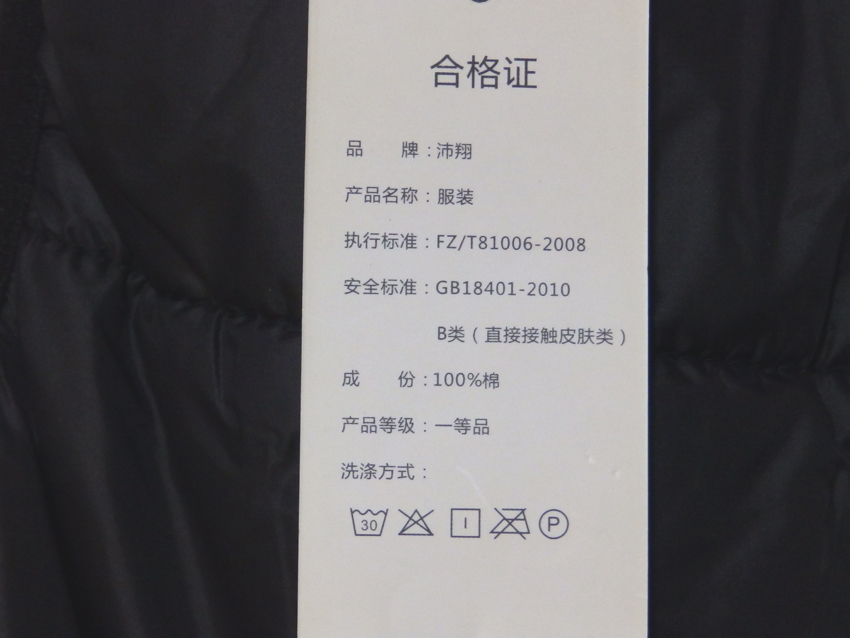 合格证
品 牌：沛翔
产品名称：服装
执行标准：FZ/T81006-2008
安全标准：GB18401-2010
B类（直接接触皮肤类）
成 份：100%棉
产品等级：一等品
洗涤方式：
30 P